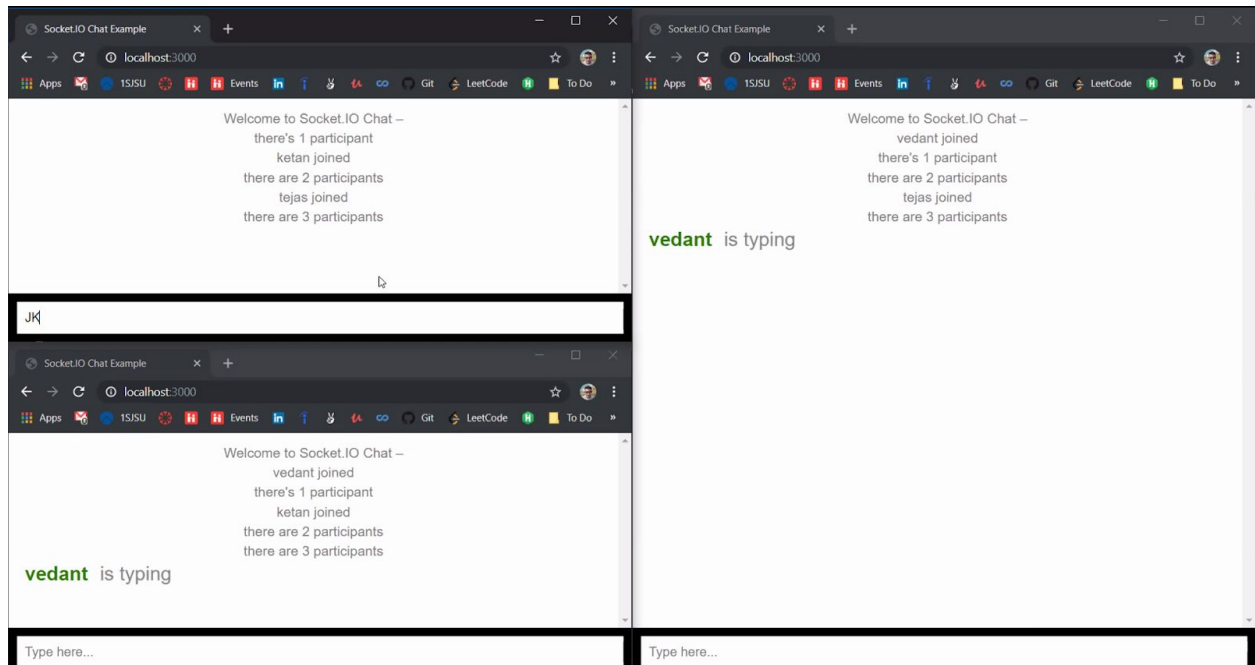 Socket.IO Chat Example
localhost:3000
Apps 1SJSU Events Git LeetCode To Do »
Welcome to Socket.IO Chat –
there's 1 participant
ketan joined
there are 2 participants
tejas joined
there are 3 participants
JK
Socket.IO Chat Example
localhost:3000
Apps 1SJSU Events Git LeetCode To Do »
Welcome to Socket.IO Chat –
vedant joined
there's 1 participant
ketan joined
there are 2 participants
there are 3 participants
vedant is typing
Type here...
Socket.IO Chat Example
localhost:3000
Apps 1SJSU Events Git LeetCode To Do »
Welcome to Socket.IO Chat –
vedant joined
there's 1 participant
there are 2 participants
tejas joined
there are 3 participants
vedant is typing
Type here...